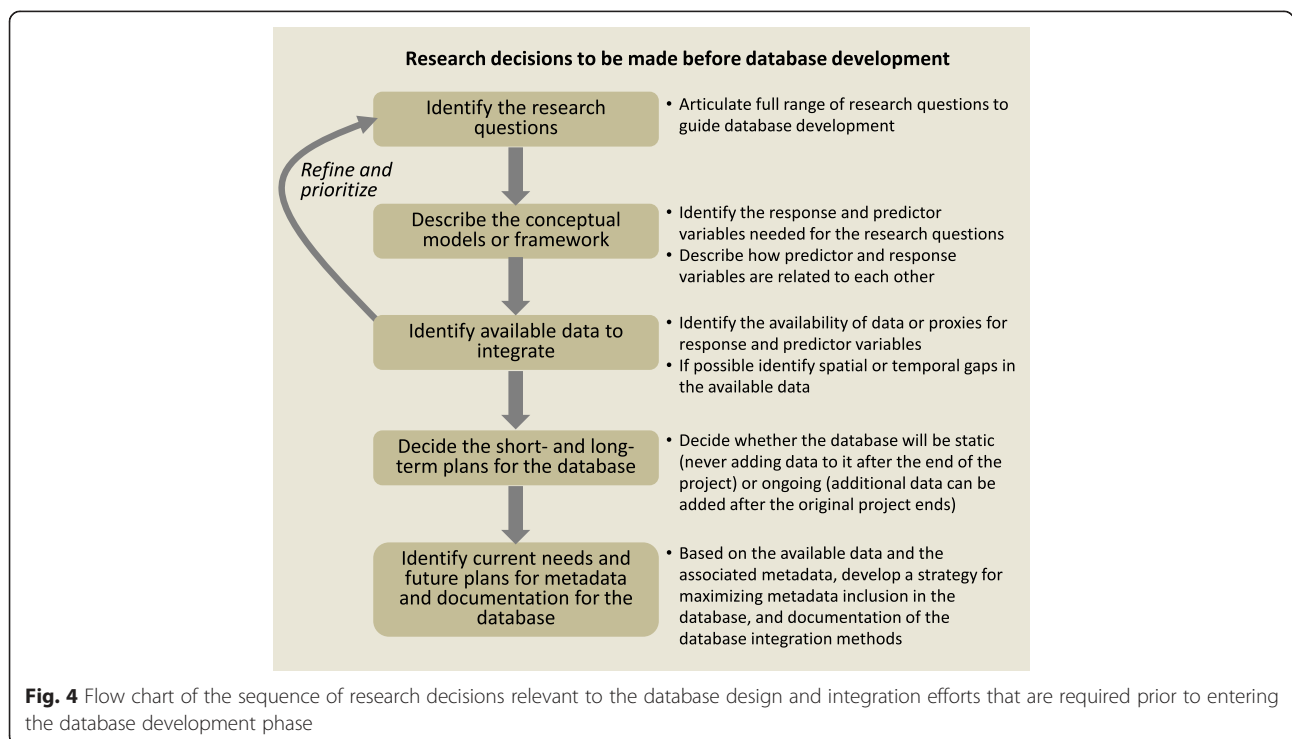 Research decisions to be made before database development
Identify the research
questions
• Articulate full range of research questions to
guide database development
Refine and
prioritize
Describe the conceptual
models or framework
• Identify the response and predictor
variables needed for the research questions
• Describe how predictor and response
variables are related to each other
Identify available data to
integrate
• Identify the availability of data or proxies for
response and predictor variables
• If possible identify spatial or temporal gaps in
the available data
Decide the short- and long-
term plans for the database
• Decide whether the database will be static
(never adding data to it after the end of the
project) or ongoing (additional data can be
added after the original project ends)
Identify current needs and
future plans for metadata
and documentation for the
database
• Based on the available data and the
associated metadata, develop a strategy for
maximizing metadata inclusion in the
database, and documentation of the
database integration methods
Fig. 4 Flow chart of the sequence of research decisions relevant to the database design and integration efforts that are required prior to entering
the database development phase